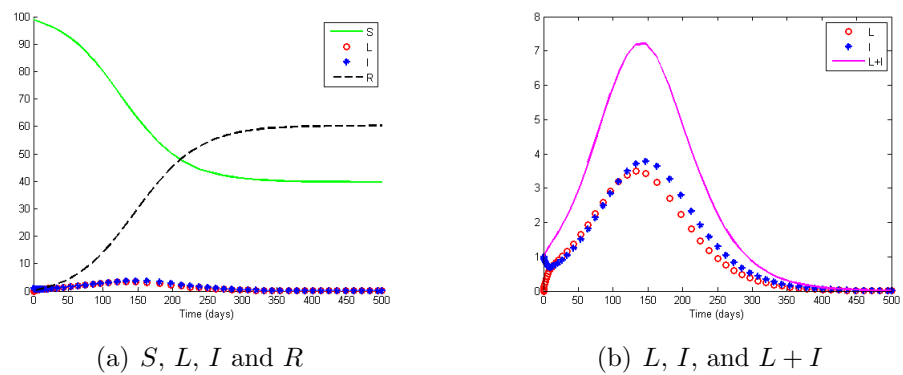 100
90
80
70
60
50
40
30
20
10
0
0 50 100 150 200 250 300 350 400 450 500
Time (days)
S
L
I
R
(a) S, L, I and R
8
7
6
5
4
3
2
1
0
0 50 100 150 200 250 300 350 400 450 500
Time (days)
L
I
L+I
(b) L, I, and L + I